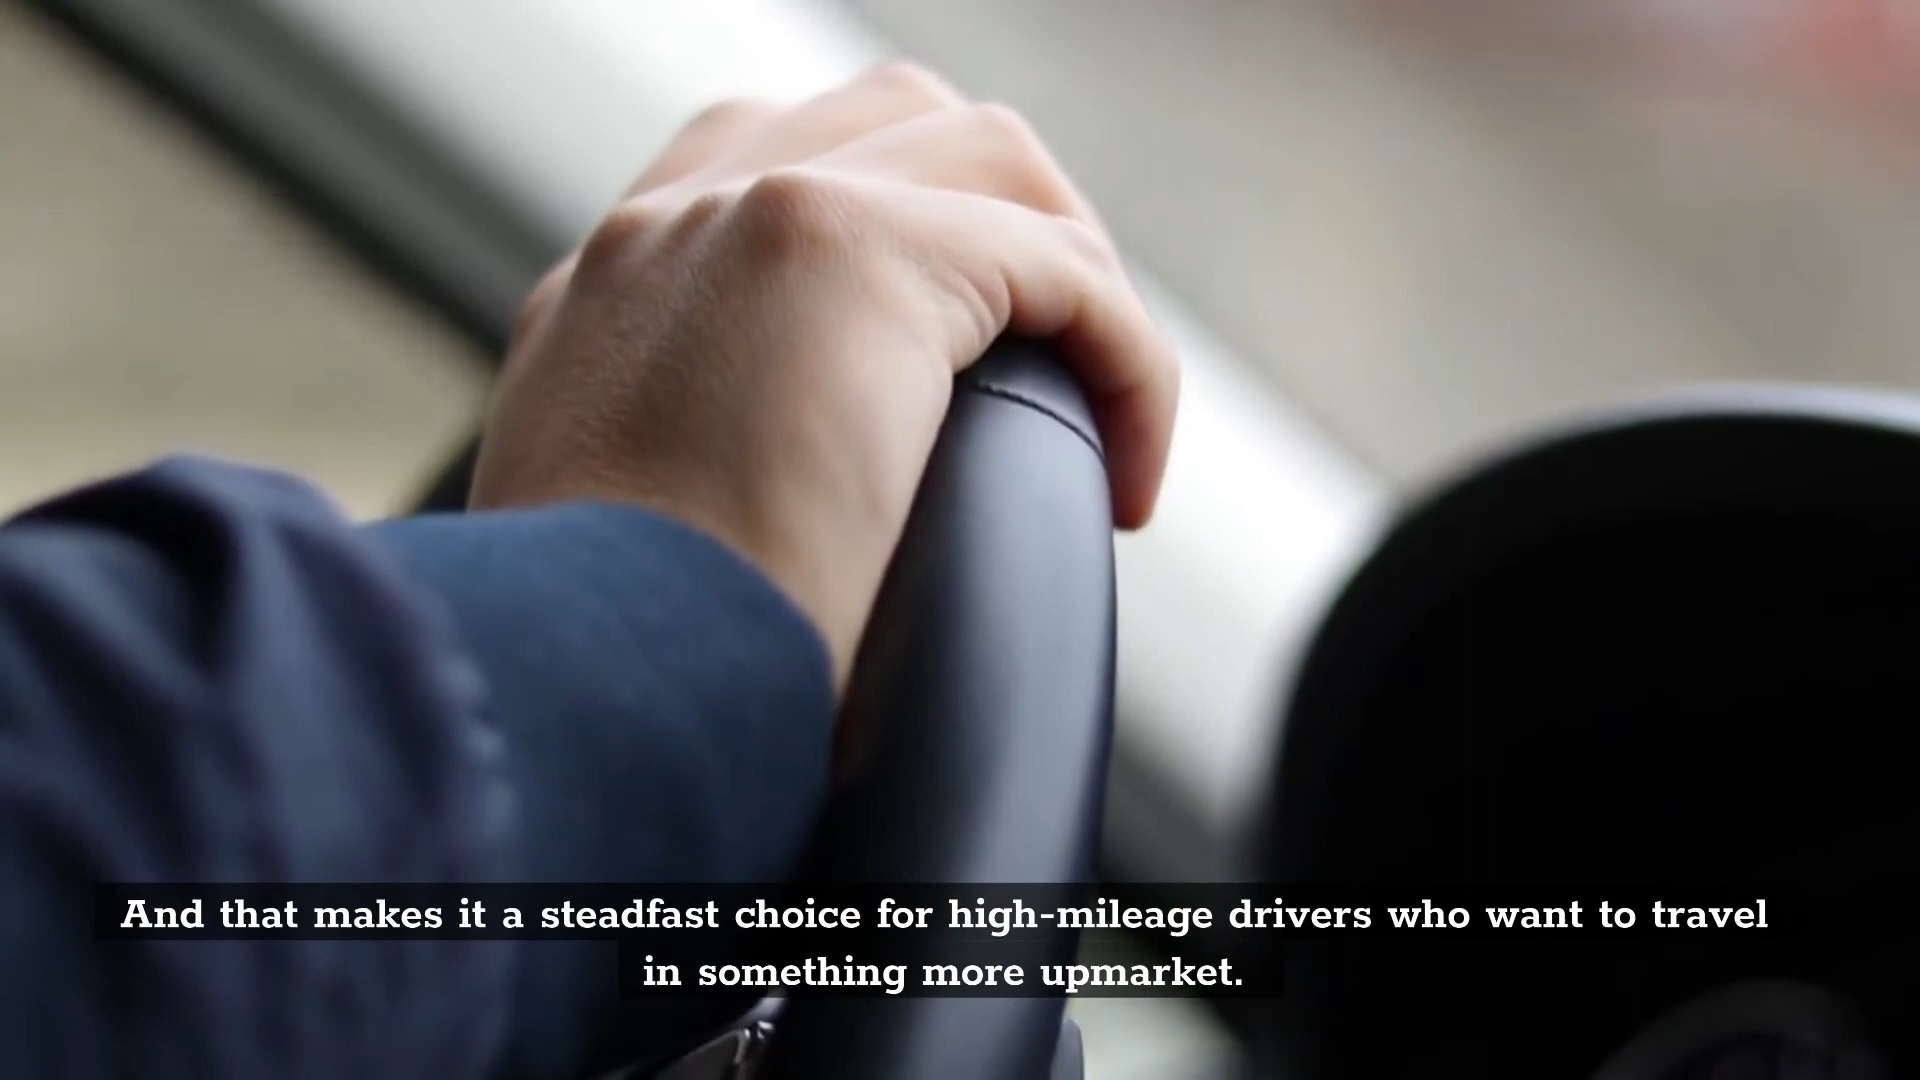 And that makes it a steadfast choice for high-mileage drivers who want to travel
in something more upmarket.